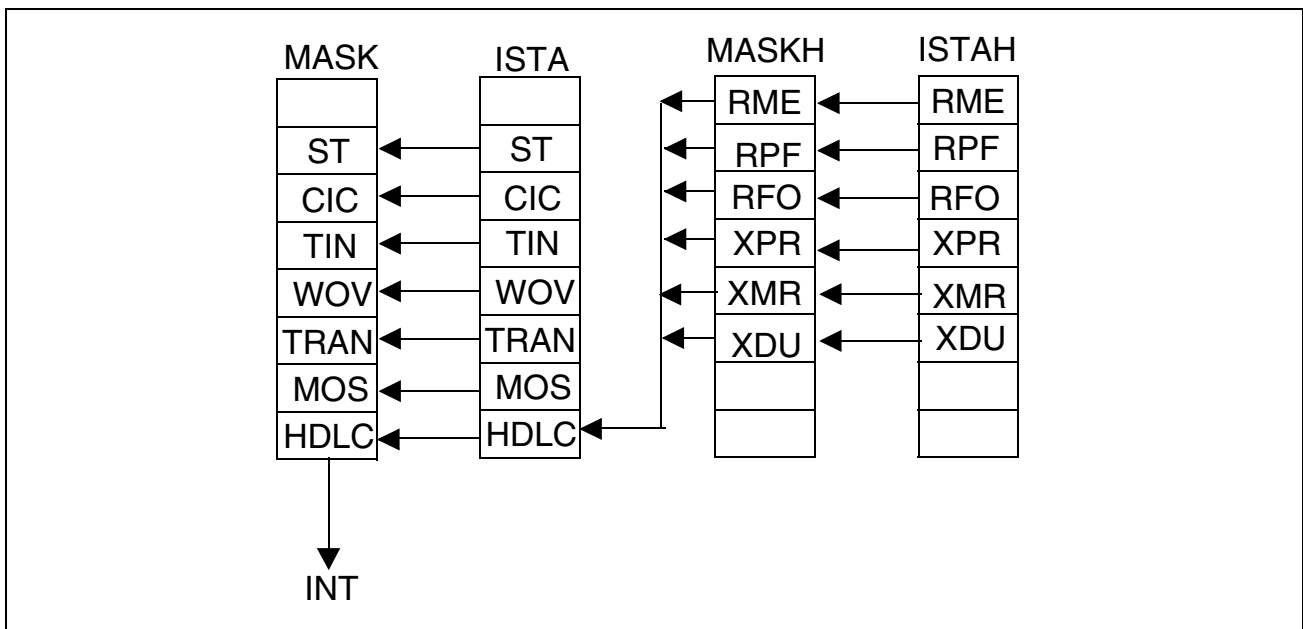 MASK ISTA MASKH ISTAH
RME RME
ST ST RPF RPF
CIC CIC RFO RFO
TIN TIN XPR XPR
WOV WOV XMR XMR
TRAN TRAN XDU XDU
MOS MOS
HDLC HDLC
INT